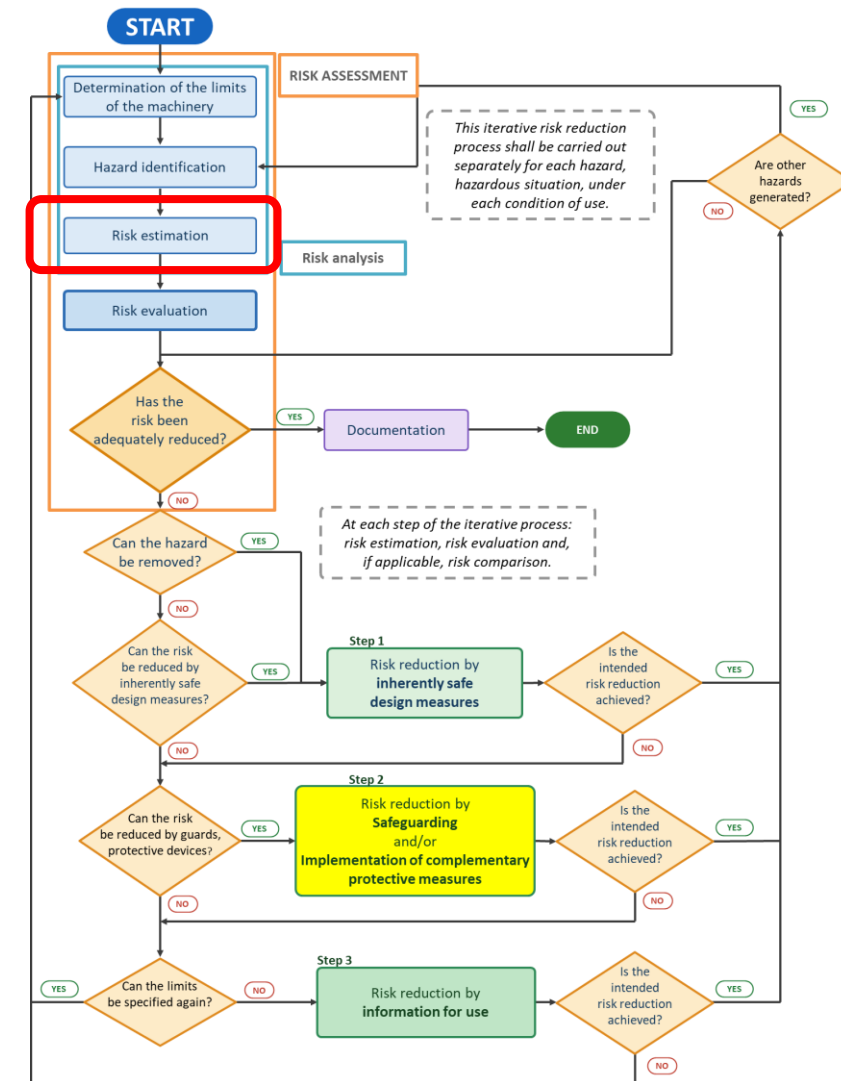 START
RISK ASSESSMENT
Determination of the limits
of the machinery
YES
This iterative risk reduction
process shall be carried out
separately for each hazard,
hazardous situation, under
each condition of use.
Hazard identification
Are other
hazards
generated?
NO
Risk estimation
Risk analysis
Risk evaluation
Has the
risk been
adequately reduced?
YES
Documentation
END
NO
At each step of the iterative process:
risk estimation, risk evaluation and,
if applicable, risk comparison.
Can the hazard
be removed?
YES
NO
Step 1
Can the risk
be reduced by
inherently safe
design measures?
YES
Risk reduction by
inherently safe
design measures
Is the
intended
risk reduction
achieved?
YES
NO
NO
Step 2
Can the risk
be reduced by guards,
protective devices?
YES
Risk reduction by
Safeguarding
and/or
Implementation of complementary
protective measures
Is the
intended
risk reduction
achieved?
YES
NO
NO
Step 3
YES
Can the limits
be specified again?
NO
Risk reduction by
information for use
Is the
intended
risk reduction
achieved?
YES
NO